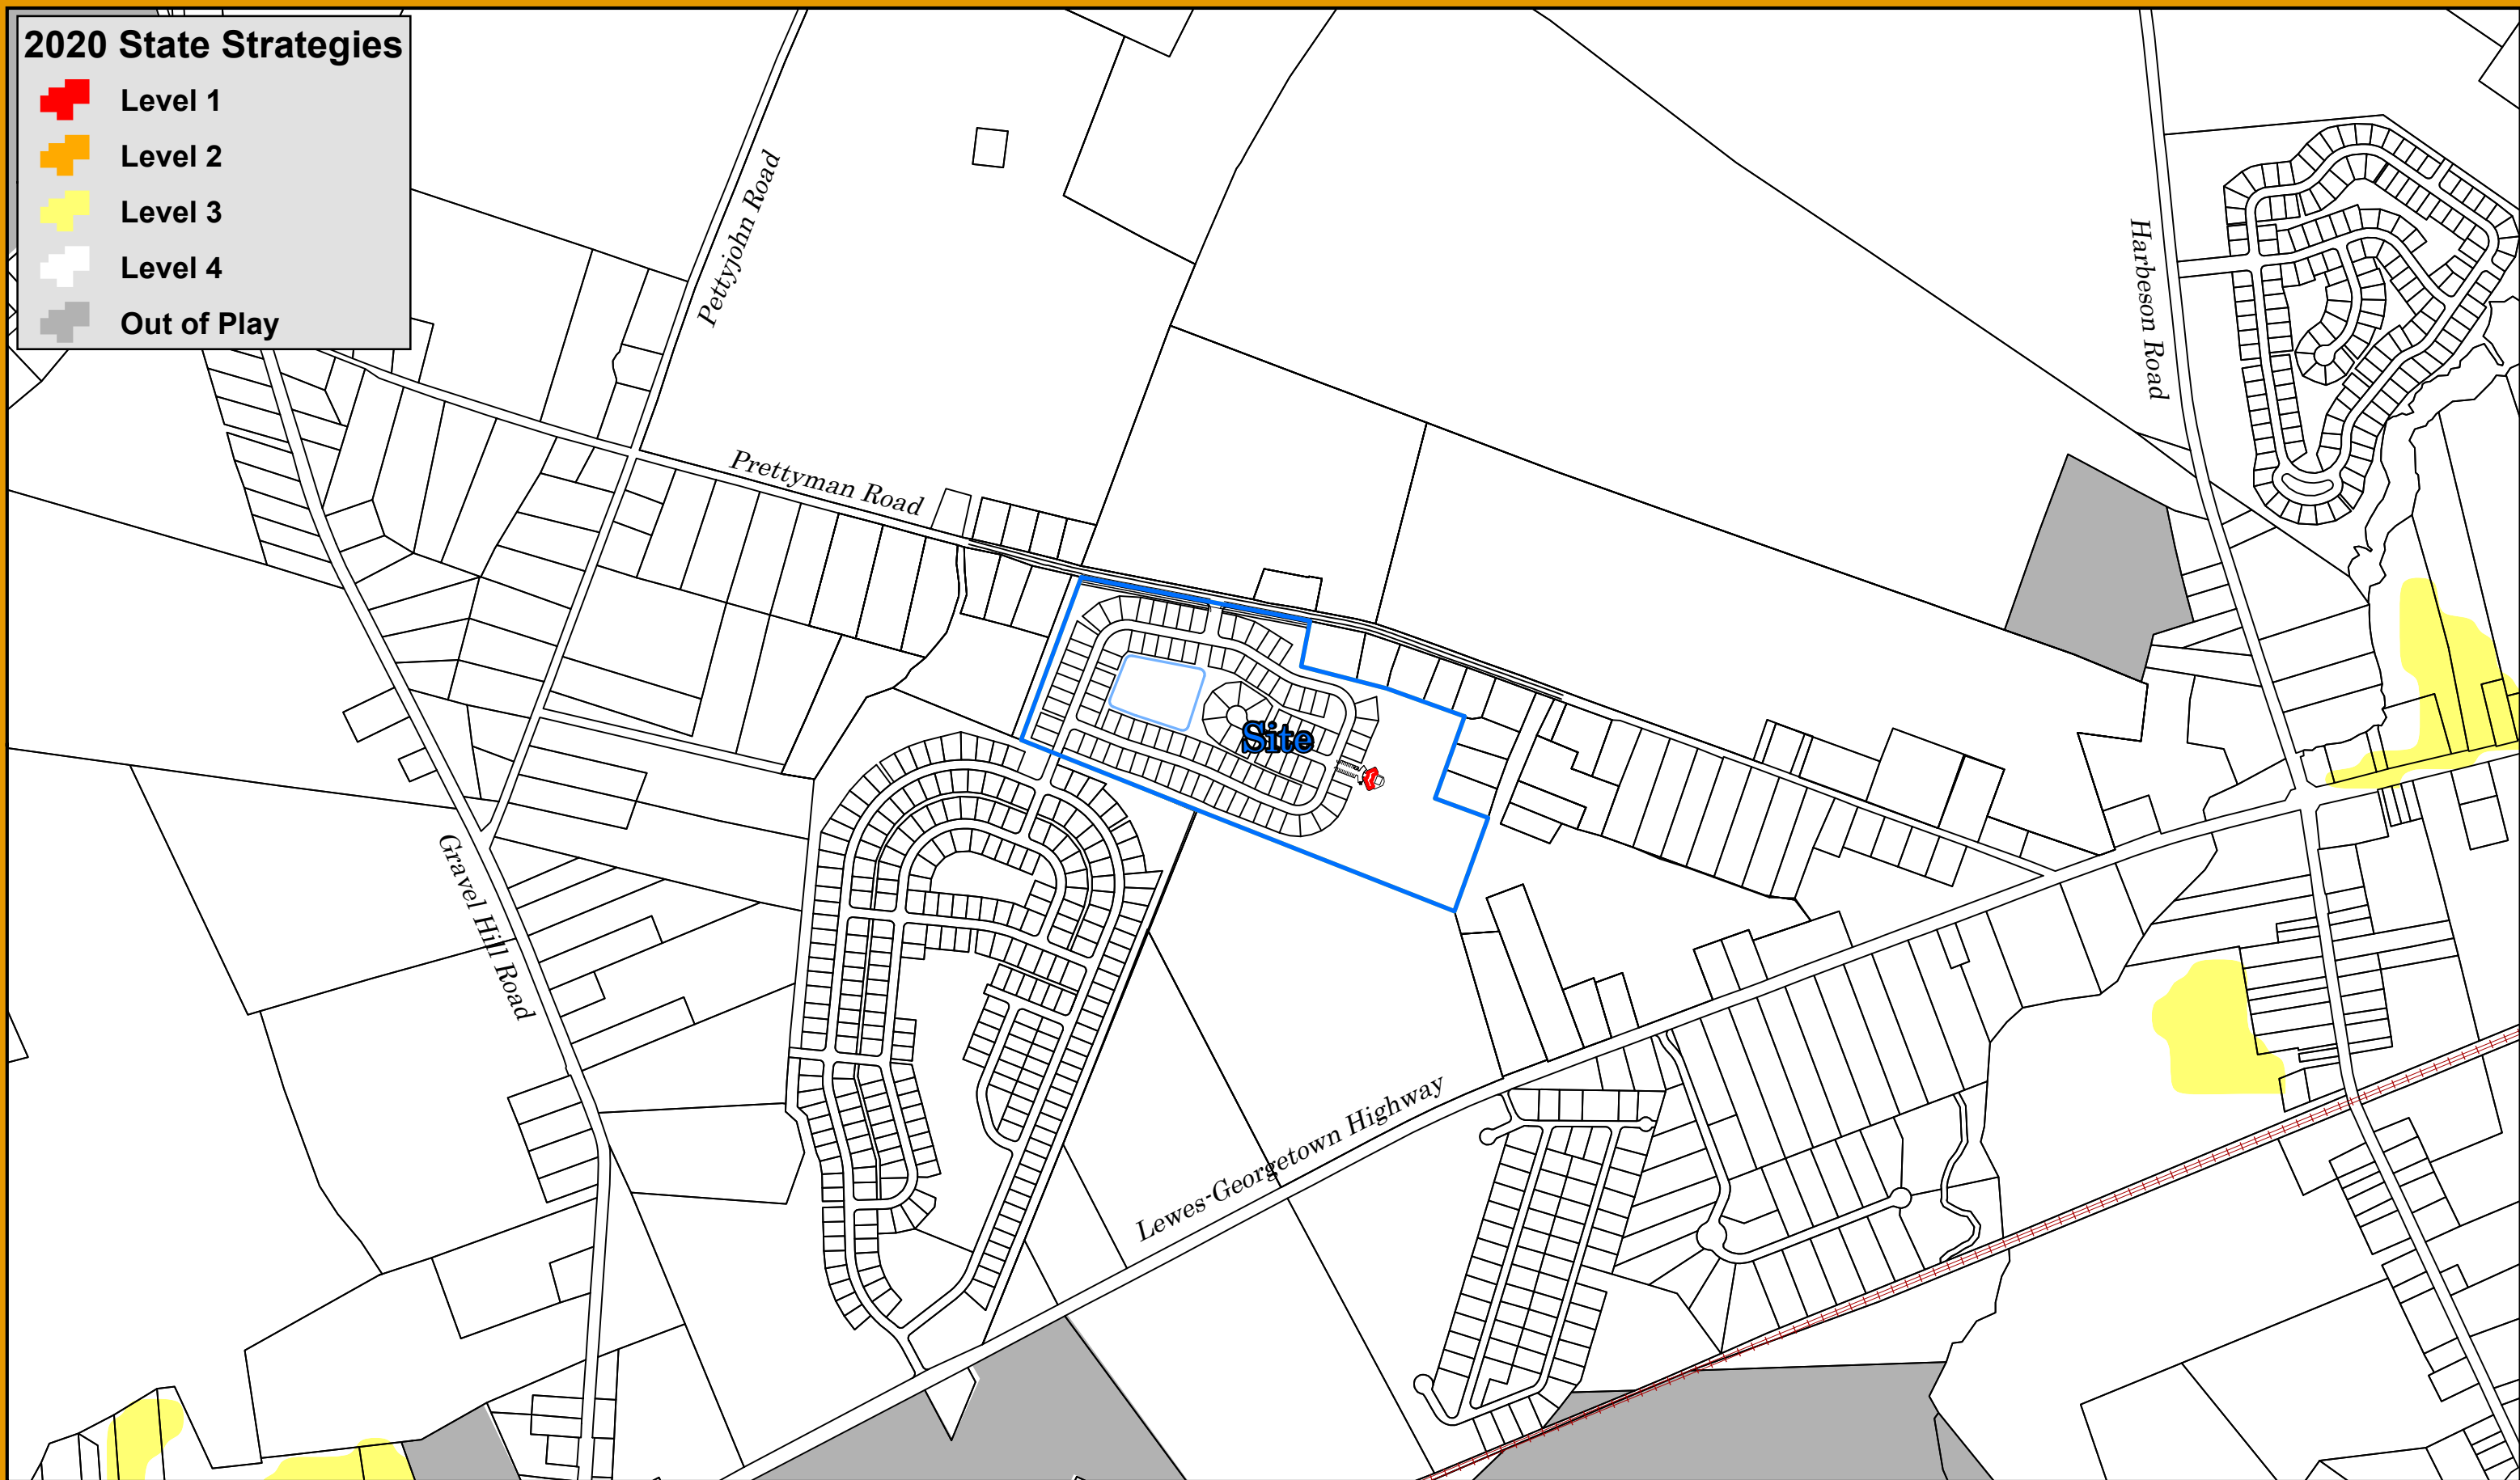 2020 State Strategies
Level 1
Level 2
Level 3
Level 4
Out of Play
Pettyjohn Road
Harbeson Road
Prettyman Road
Site
Gravel Hill Road
Lewes-Georgetown Highway